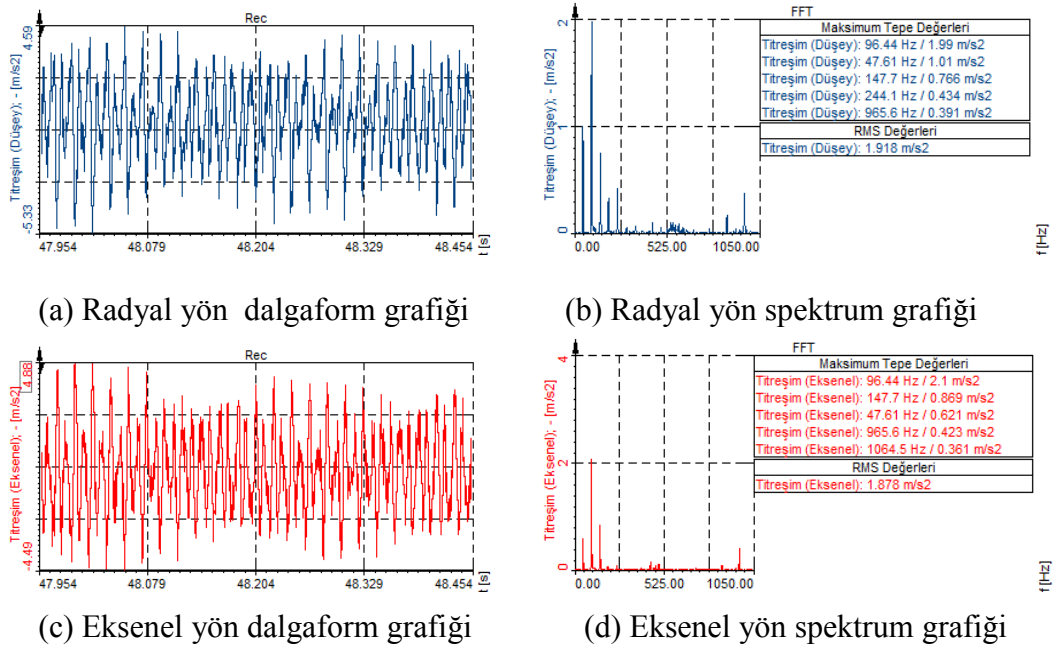 Rec
4.59
Titreşim (Düşey); - [m/s2]
-5.33
47.954 48.079 48.204 48.329 48.454
t [s]
FFT
2
1
0
Titreşim (Düşey); - [m/s2]
0.00 525.00 1050.00
f [Hz]
Maksimum Tepe Değerleri
Titreşim (Düşey): 96.44 Hz / 1.99 m/s2
Titreşim (Düşey): 47.61 Hz / 1.01 m/s2
Titreşim (Düşey): 147.7 Hz / 0.766 m/s2
Titreşim (Düşey): 244.1 Hz / 0.434 m/s2
Titreşim (Düşey): 965.6 Hz / 0.391 m/s2
RMS Değerleri
Titreşim (Düşey): 1.918 m/s2
(a) Radyal yön dalgaform grafiği
(b) Radyal yön spektrum grafiği
Rec
4.88
Titreşim (Eksenel); - [m/s2]
-4.49
47.954 48.079 48.204 48.329 48.454
t [s]
FFT
4
2
0
Titreşim (Eksenel); - [m/s2]
0.00 525.00 1050.00
f [Hz]
Maksimum Tepe Değerleri
Titreşim (Eksenel): 96.44 Hz / 2.1 m/s2
Titreşim (Eksenel): 147.7 Hz / 0.869 m/s2
Titreşim (Eksenel): 47.61 Hz / 0.621 m/s2
Titreşim (Eksenel): 965.6 Hz / 0.423 m/s2
Titreşim (Eksenel): 1064.5 Hz / 0.361 m/s2
RMS Değerleri
Titreşim (Eksenel): 1.878 m/s2
(c) Eksenel yön dalgaform grafiği
(d) Eksenel yön spektrum grafiği